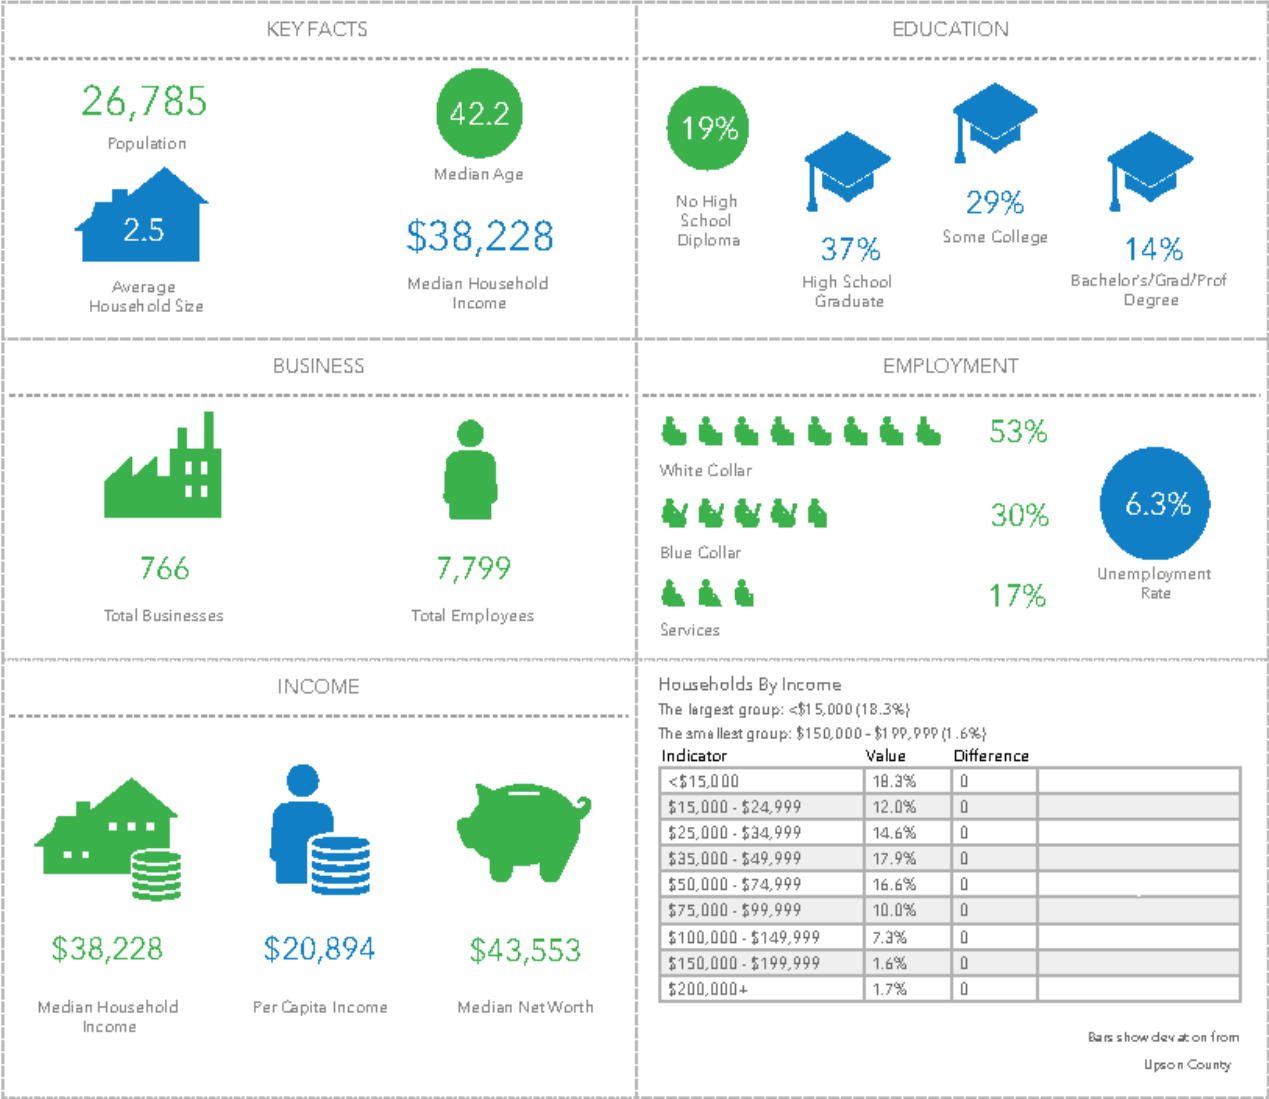 KEY FACTS
26,785
Population
42.2
Median Age
2.5
Average
Household Size
$38,228
Median Household
Income
EDUCATION
19%
No High
School
Diploma
37%
High School
Graduate
29%
Some College
14%
Bachelor's/Grad/Prof
Degree
BUSINESS
766
Total Businesses
7,799
Total Employees
EMPLOYMENT
53%
White Collar
30%
Blue Collar
17%
Services
6.3%
Unemployment
Rate
INCOME
$38,228
Median Household
Income
$20,894
Per Capita Income
$43,553
Median Net Worth
Households By Income
The largest group: <$15,000 (18.3%)
The smallest group: $150,000 - $199,999 (1.6%)
Indicator Value Difference
<$15,000 18.3% 0
$15,000 - $24,999 12.0% 0
$25,000 - $34,999 14.6% 0
$35,000 - $49,999 17.9% 0
$50,000 - $74,999 16.6% 0
$75,000 - $99,999 10.0% 0
$100,000 - $149,999 7.3% 0
$150,000 - $199,999 1.6% 0
$200,000+ 1.7% 0
Bars show deviation from
Upson County